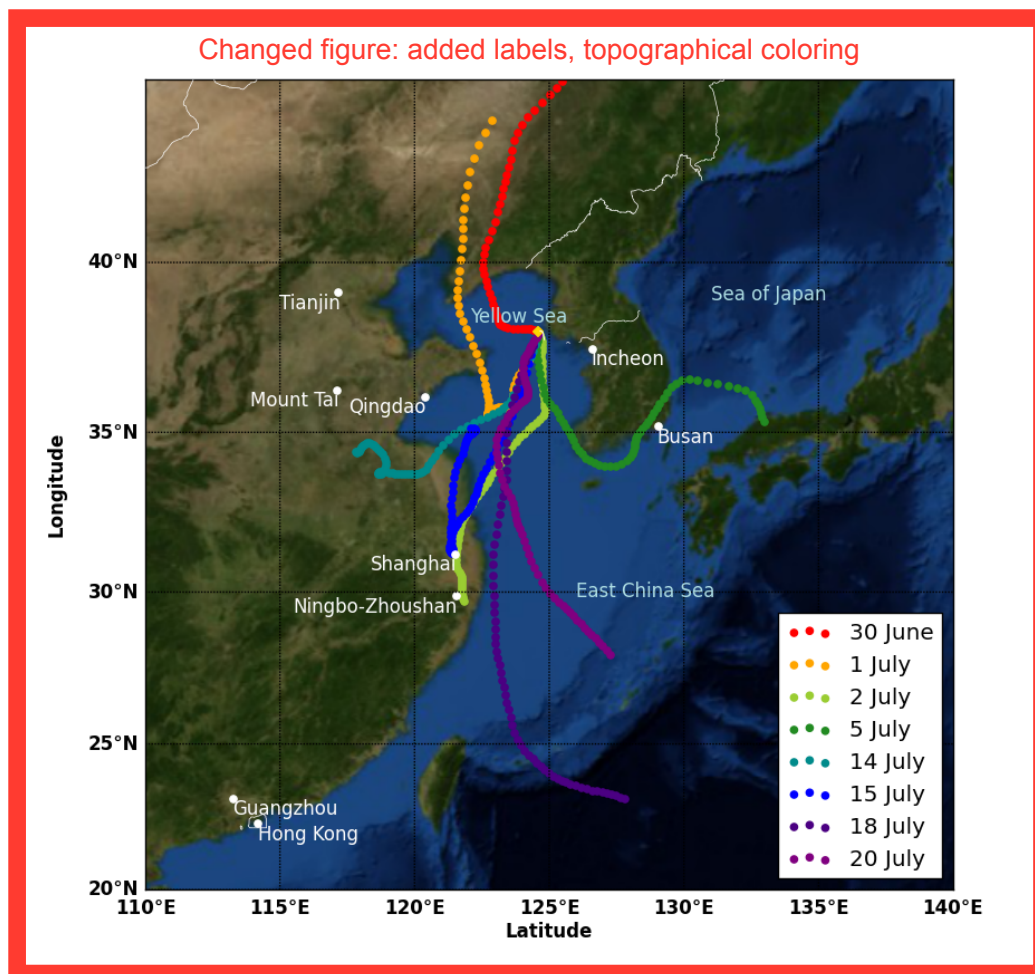 Changed figure: added labels, topographical coloring
40°N
35°N
30°N
25°N
20°N
Longitude
Tianjin
Mount Tai
Qingdao
Yellow Sea
Sea of Japan
Incheon
Busan
Shanghai
Ningbo-Zhoushan
East China Sea
Guangzhou
Hong Kong
30 June
1 July
2 July
5 July
14 July
15 July
18 July
20 July
110°E 115°E 120°E 125°E 130°E 135°E 140°E
Latitude